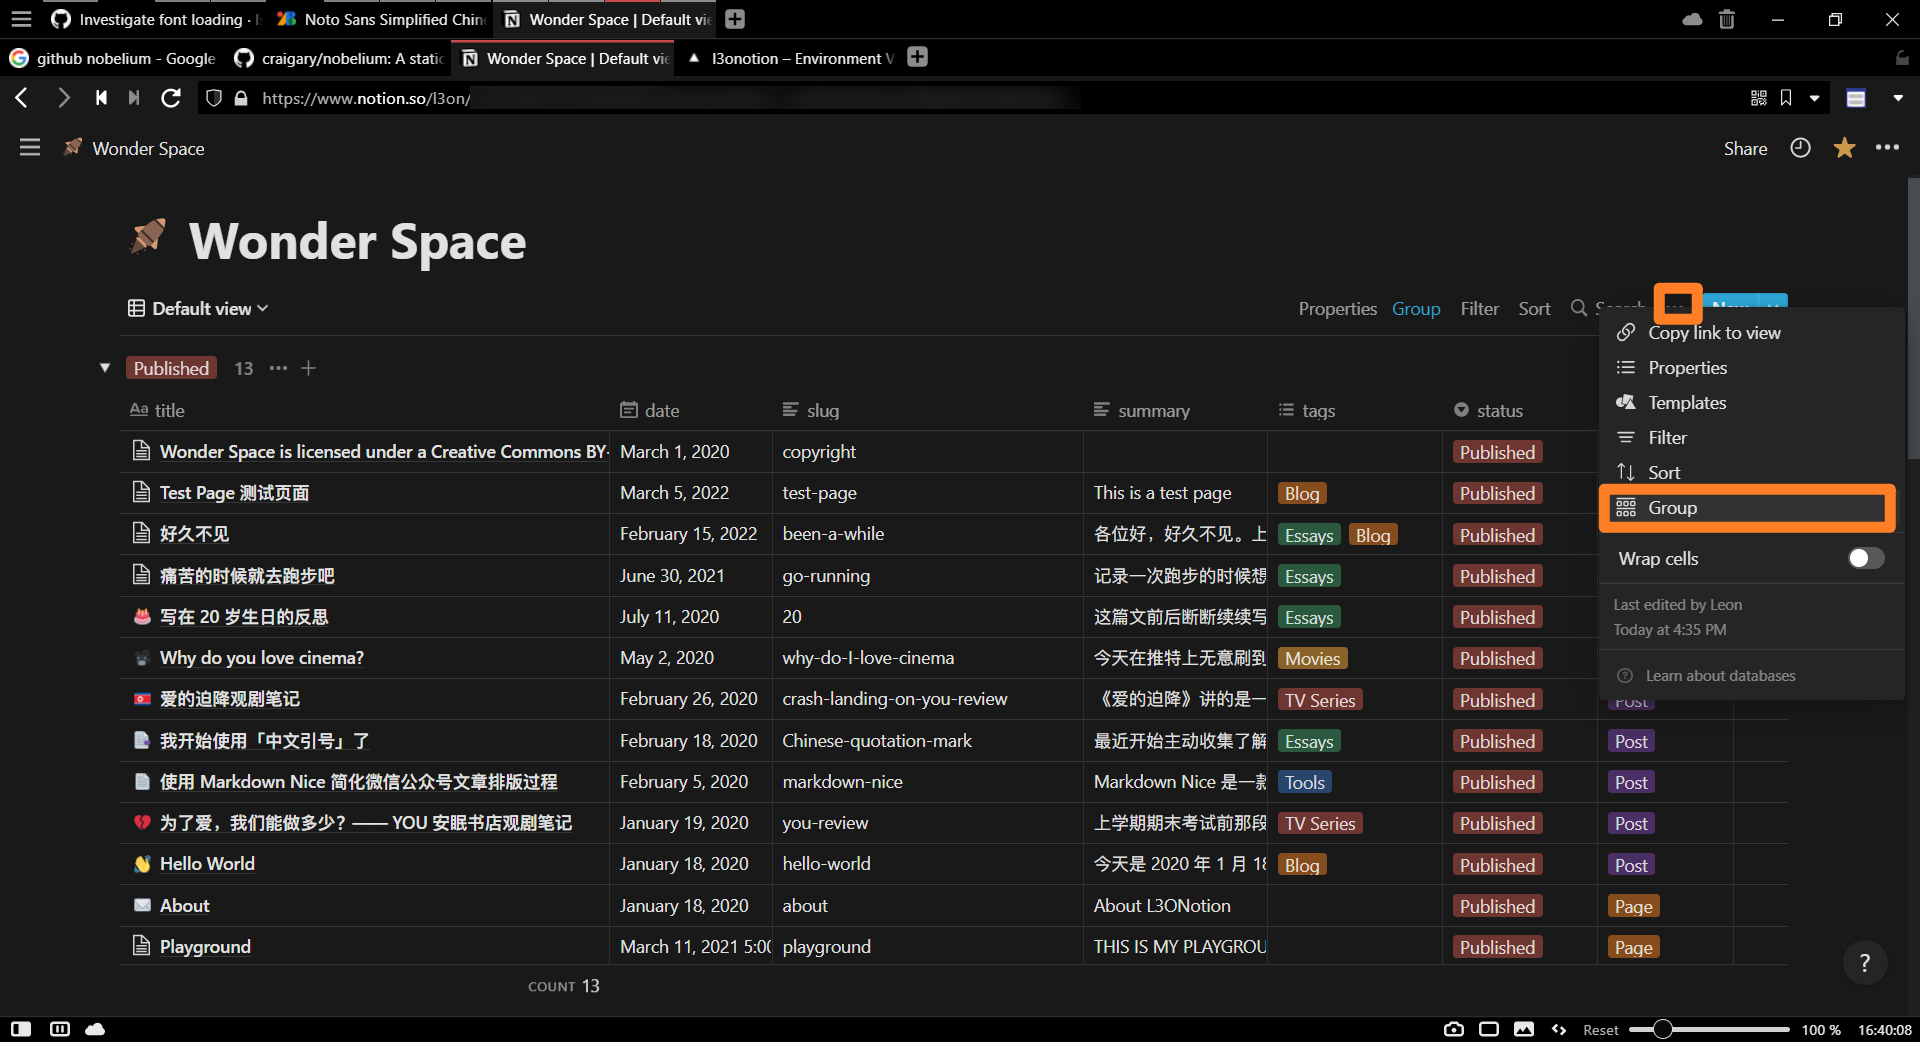 Investigate font loading · Is
Noto Sans Simplified Chin
Wonder Space | Default vie
github nobelium - Google
craigary/nobelium: A static
Wonder Space | Default vie
l3onotion – Environment V
https://www.notion.so/l3on/
Wonder Space
Share
Wonder Space
Default view
Properties Group Filter Sort Search New
Copy link to view
Properties
Templates
Filter
Sort
Group
Wrap cells
Last edited by Leon
Today at 4:35 PM
Learn about databases
Published 13
Aa title date slug summary tags status
Wonder Space is licensed under a Creative Commons BY- March 1, 2020 copyright Published
Test Page 测试页面 March 5, 2022 test-page This is a test page Blog Published
好久不见 February 15, 2022 been-a-while 各位好，好久不见。上 Essays Blog Published
痛苦的时候就去跑步吧 June 30, 2021 go-running 记录一次跑步的时候想 Essays Published
写在 20 岁生日的反思 July 11, 2020 20 这篇文前后断断续续写 Essays Published
Why do you love cinema? May 2, 2020 why-do-I-love-cinema 今天在推特上无意刷到 Movies Published
爱的迫降观剧笔记 February 26, 2020 crash-landing-on-you-review 《爱的迫降》讲的是一 TV Series Published Post
我开始使用「中文引号」了 February 18, 2020 Chinese-quotation-mark 最近开始主动收集了解 Essays Published Post
使用 Markdown Nice 简化微信公众号文章排版过程 February 5, 2020 markdown-nice Markdown Nice 是一款 Tools Published Post
为了爱，我们能做多少？—— YOU 安眠书店观剧笔记 January 19, 2020 you-review 上学期期末考试前那段 TV Series Published Post
Hello World January 18, 2020 hello-world 今天是 2020 年 1 月 18 Blog Published Post
About January 18, 2020 about About L3ONotion Published Page
Playground March 11, 2021 5:00 playground THIS IS MY PLAYGROU Published Page
COUNT 13
?
Reset 100 % 16:40:08